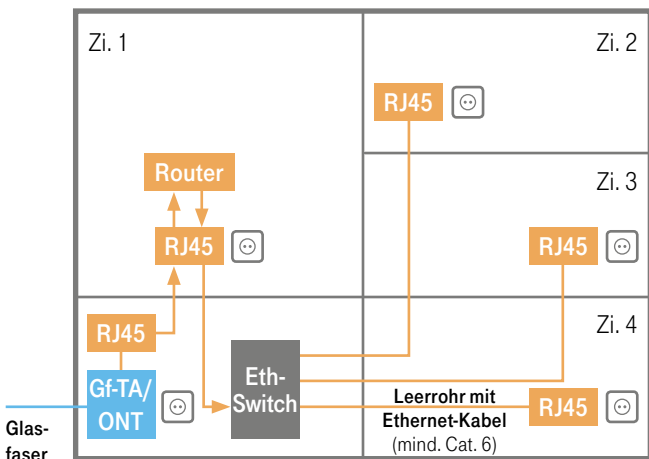 Zi. 1
Zi. 2
RJ45
Router
Zi. 3
RJ45
RJ45
RJ45
Zi. 4
Gf-TA/
ONT
Eth-
Switch
Leerrohr mit
Ethernet-Kabel
(mind. Cat. 6)
RJ45
Glas-
faser